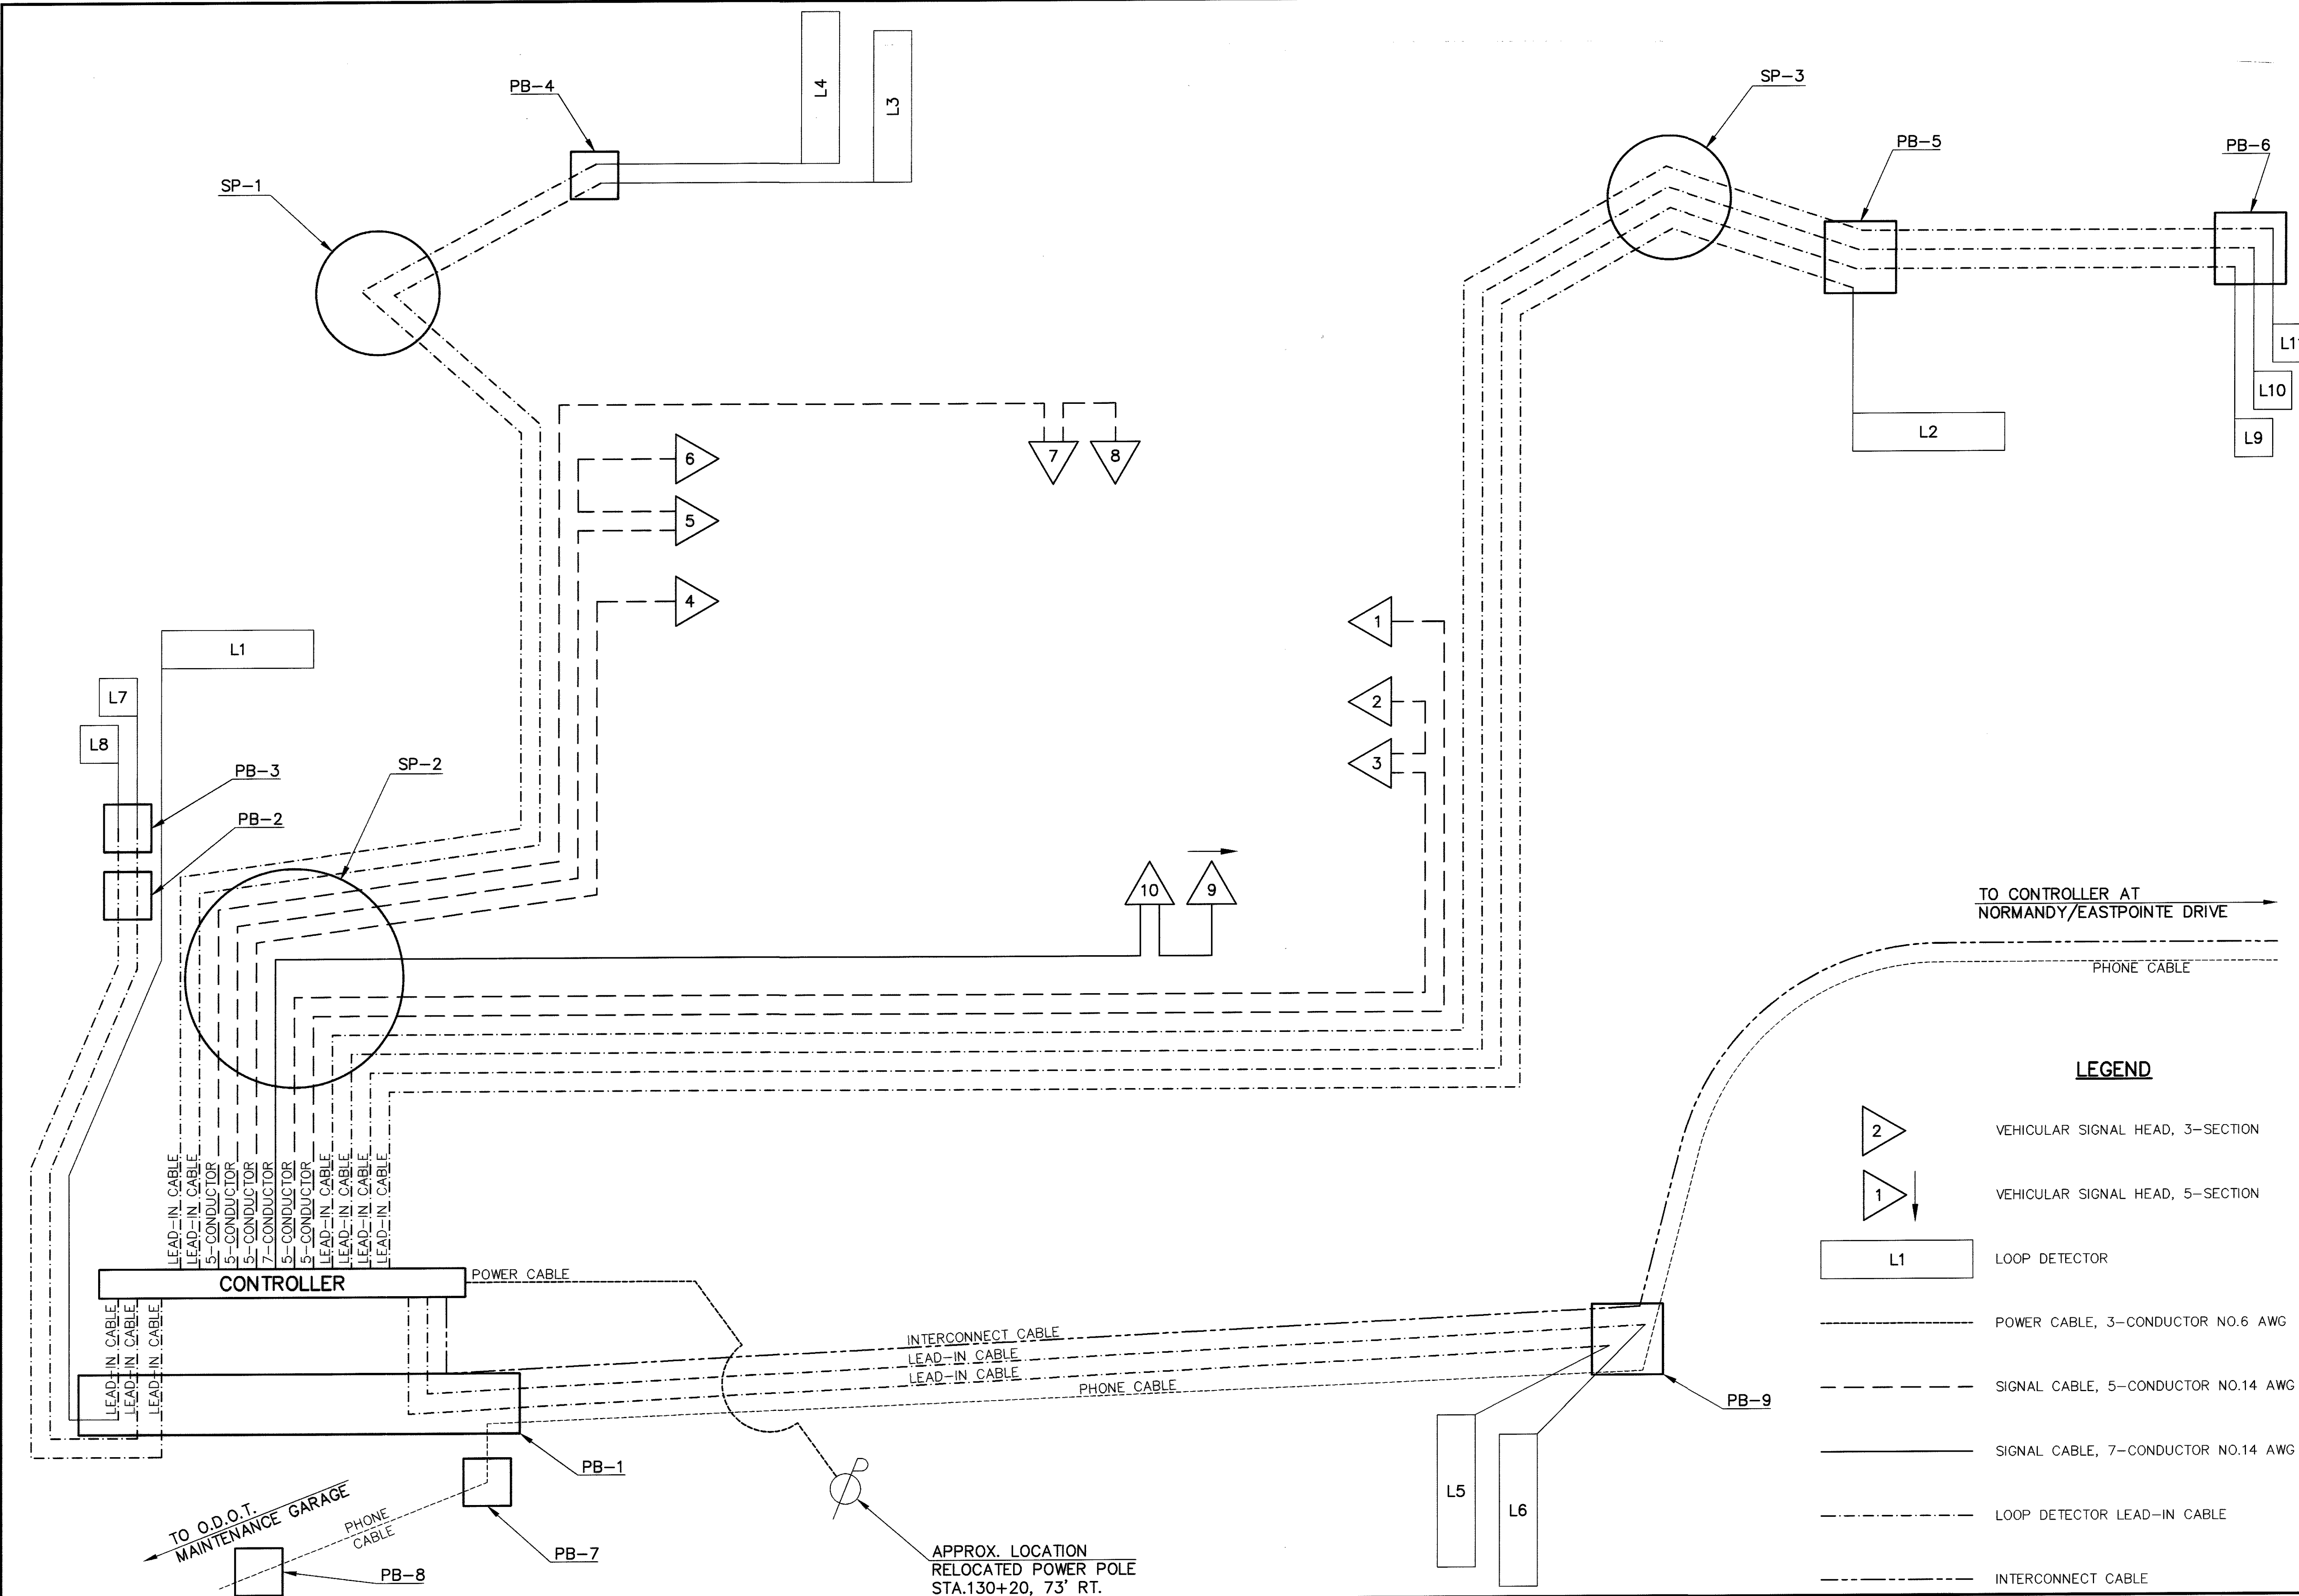 L4
L3
PB-4
SP-3
PB-5
PB-6
SP-1
L10
L2
L9
6
7
8
5
4
1
L1
L7
2
L8
3
PB-3
SP-2
PB-2
10
9
TO CONTROLLER AT
NORMANDY/EASTPOINTE DRIVE
PHONE CABLE
LEAD-IN CABLE
LEAD-IN CABLE
5-CONDUCTOR
5-CONDUCTOR
5-CONDUCTOR
7-CONDUCTOR
5-CONDUCTOR
5-CONDUCTOR
LEAD-IN CABLE
LEAD-IN CABLE
LEAD-IN CABLE
LEAD-IN CABLE
CONTROLLER
POWER CABLE
LEAD-IN CABLE
LEAD-IN CABLE
LEAD-IN CABLE
INTERCONNECT CABLE
LEAD-IN CABLE
LEAD-IN CABLE
PHONE CABLE
PB-9
PB-1
L5
L6
TO O.D.O.T.
MAINTENANCE GARAGE
PHONE
CABLE
PB-7
PB-8
APPROX. LOCATION
RELOCATED POWER POLE
STA.130+20, 73' RT.
LEGEND
2
VEHICULAR SIGNAL HEAD, 3-SECTION
1
VEHICULAR SIGNAL HEAD, 5-SECTION
L1
LOOP DETECTOR
POWER CABLE, 3-CONDUCTOR NO.6 AWG
SIGNAL CABLE, 5-CONDUCTOR NO.14 AWG
SIGNAL CABLE, 7-CONDUCTOR NO.14 AWG
LOOP DETECTOR LEAD-IN CABLE
INTERCONNECT CABLE